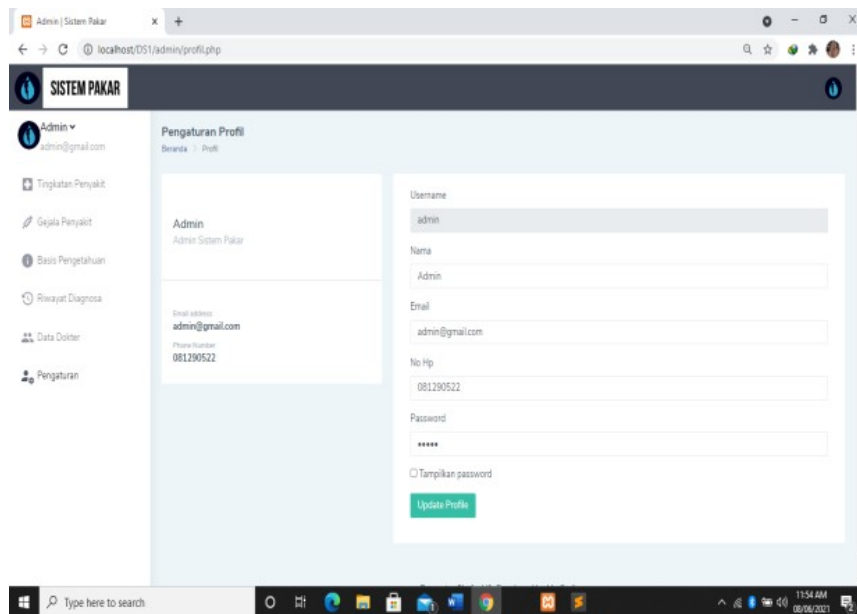 Admin | Sistem Pakar
localhost/DS1/admin/profil.php
SISTEM PAKAR
Admin
admin@gmail.com
Tingkatan Penyakit
Gejala Penyakit
Basis Pengetahuan
Riwayat Diagnosa
Data Dokter
Pengaturan
Pengaturan Profil
Beranda > Profil
Admin
Admin Sistem Pakar
Email address
admin@gmail.com
Phone Number
081290522
Username
admin
Nama
Admin
Email
admin@gmail.com
No Hp
081290522
Password
•••••
Tampilkan password
Update Profile
Type here to search
11:54 AM
08/06/2021